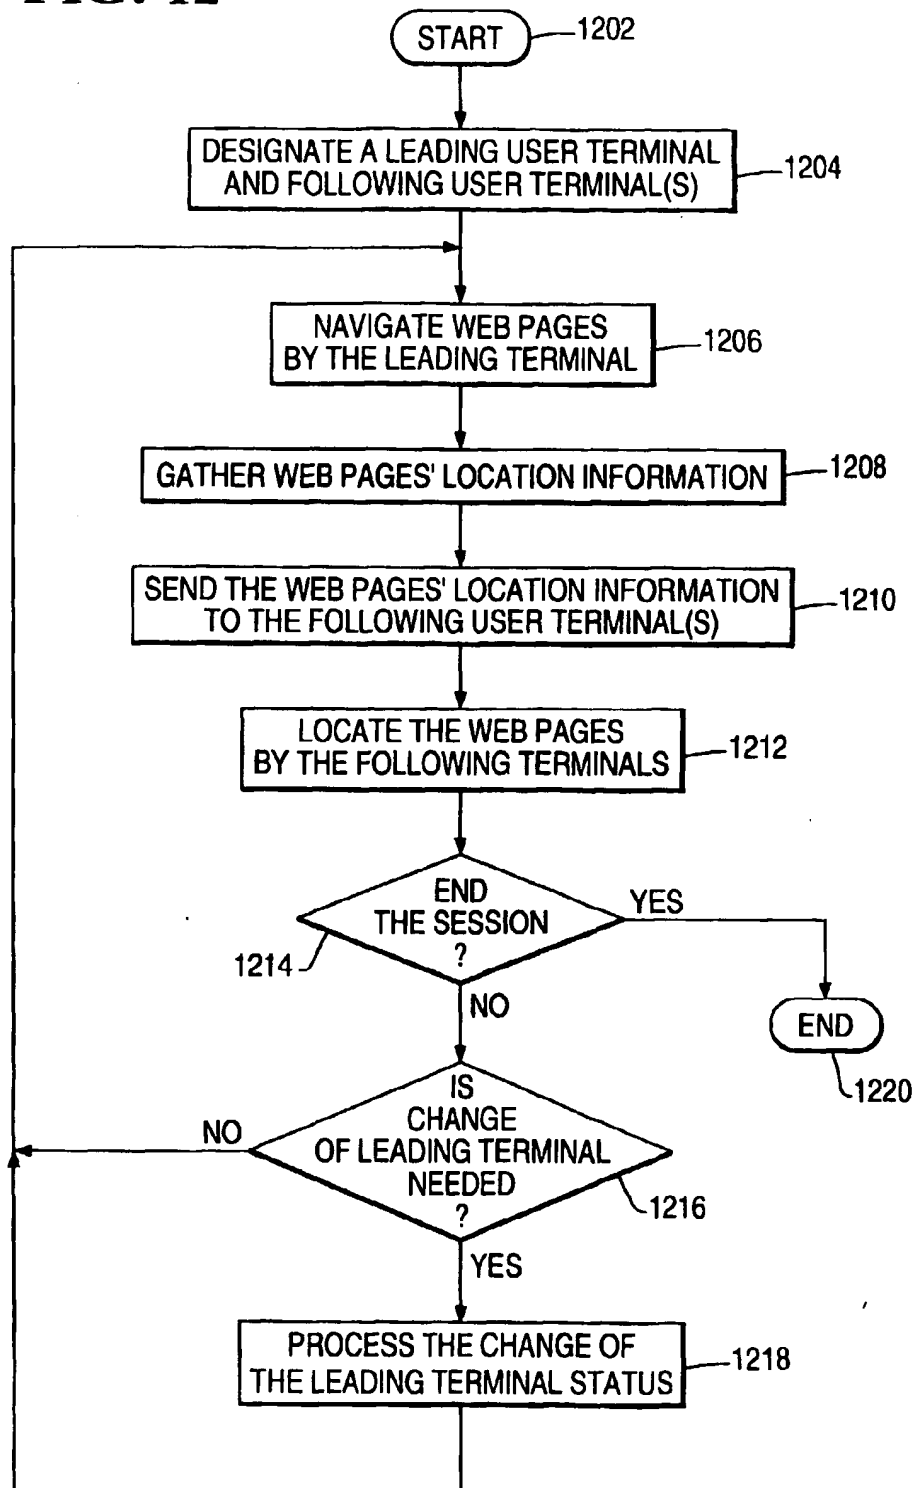 START
1202
DESIGNATE A LEADING USER TERMINAL
AND FOLLOWING USER TERMINAL(S)
1204
NAVIGATE WEB PAGES
BY THE LEADING TERMINAL
1206
GATHER WEB PAGES' LOCATION INFORMATION
1208
SEND THE WEB PAGES' LOCATION INFORMATION
TO THE FOLLOWING USER TERMINAL(S)
1210
LOCATE THE WEB PAGES
BY THE FOLLOWING TERMINALS
1212
END
THE SESSION
?
YES
1214
NO
END
1220
IS
CHANGE
OF LEADING TERMINAL
NEEDED
?
NO
1216
YES
PROCESS THE CHANGE OF
THE LEADING TERMINAL STATUS
1218